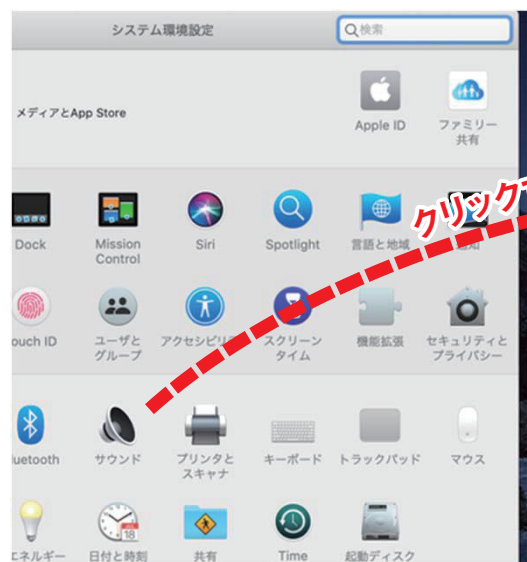 システム環境設定
検索
メディアとApp Store
Apple ID
ファミリー
共有
クリック
Dock
Mission
Control
Siri
Spotlight
言語と地域
通知
ouch ID
ユーザと
グループ
アクセシビリ
スクリーン
タイム
機能拡張
セキュリティと
プライバシー
luetooth
サウンド
プリンタと
スキャナ
キーボード
トラックパッド
マウス
エネルギー
日付と時刻
18
共有
Time
起動ディスク